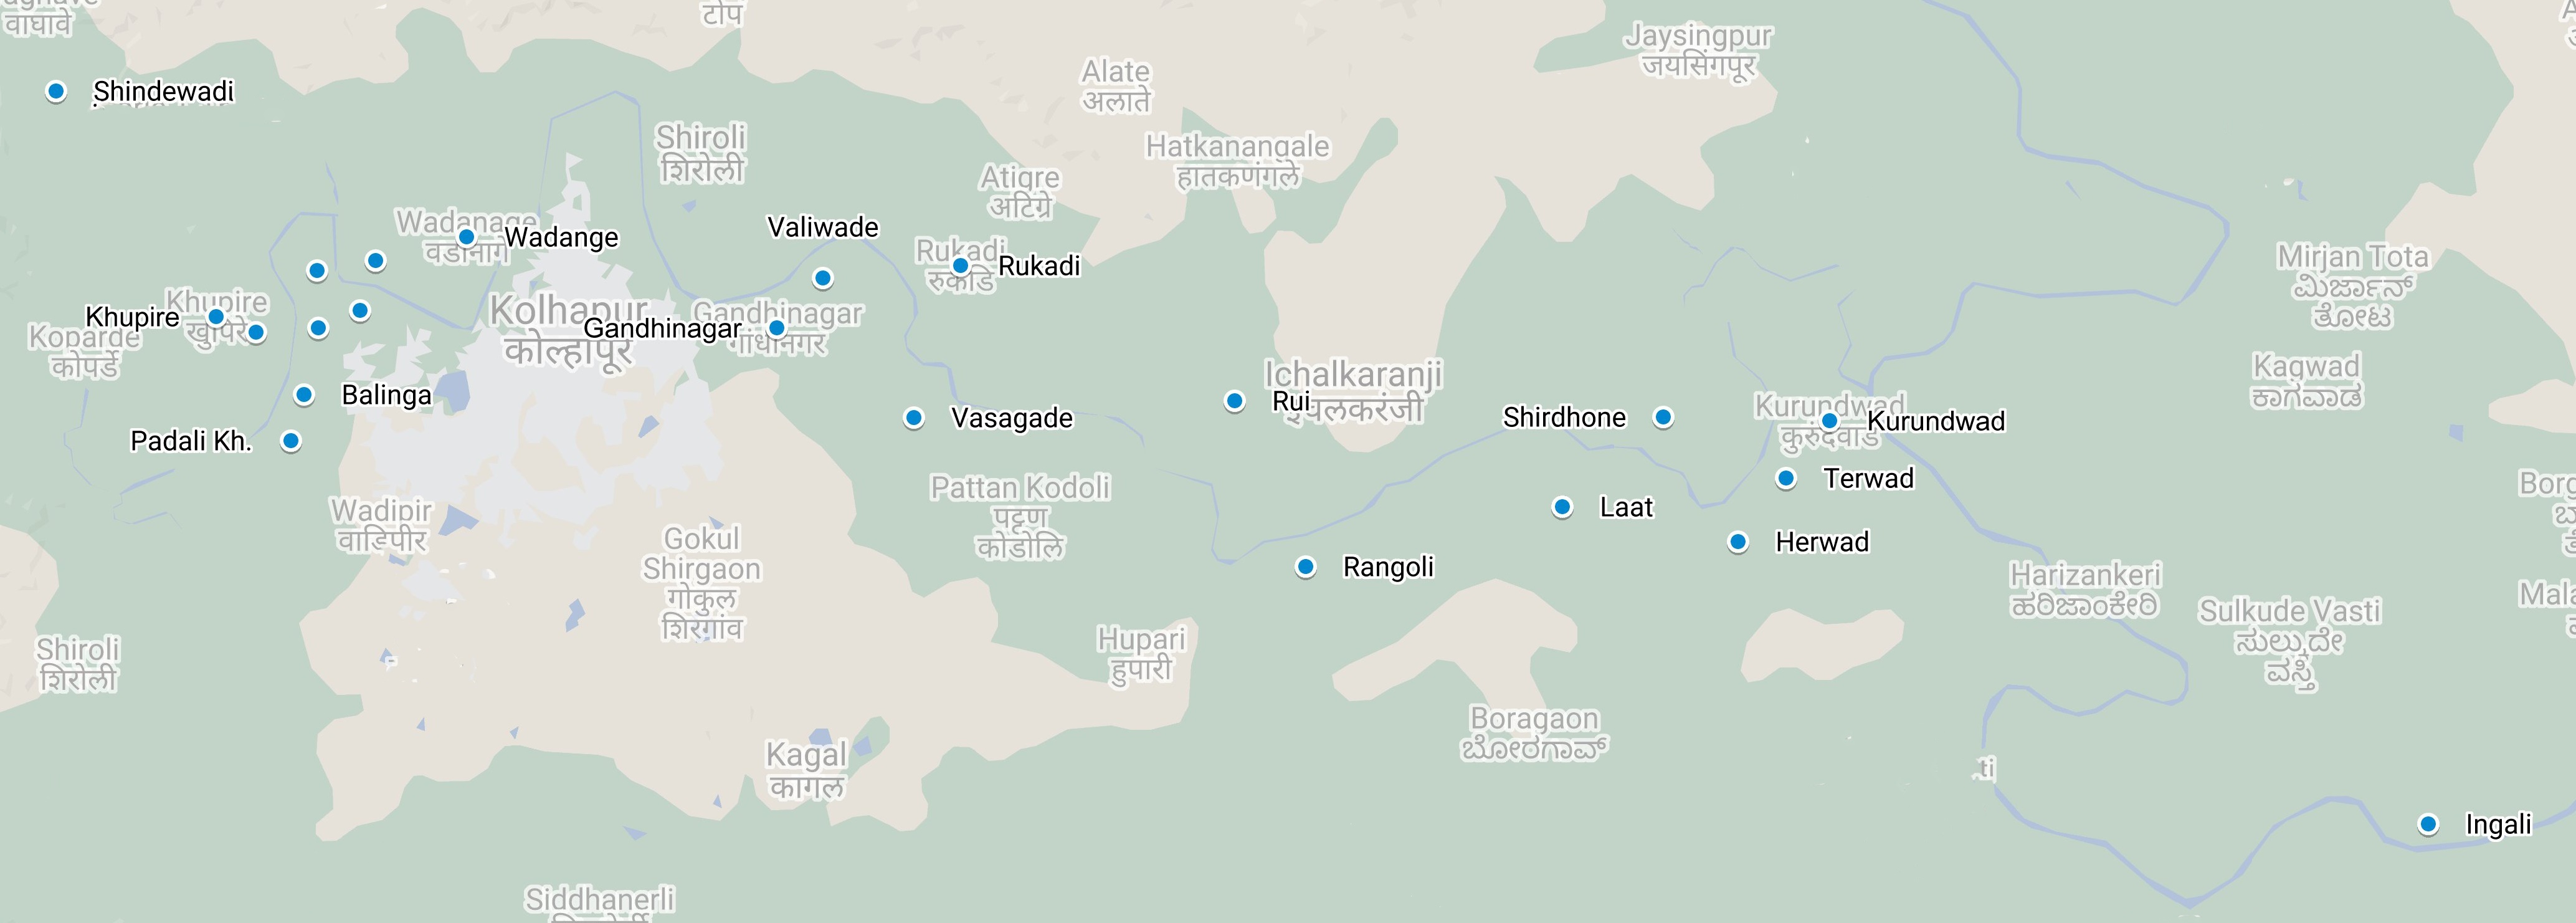 वाघावे
टोप
Jaysingpur
जयसिंगपूर
Alate
अलाते
Shindewadi
Shiroli
शिरोली
Hatkanangale
हातकणंगले
Atigre
अतिग्रे
Wadanage
वडणगे
Wadange
Valiwade
Rukadi
रुकडि
Rukadi
Mirjan Tota
ಮಿರ್ಜಾನ್
ತೋಟ
Khupire
Khupire
खुपिरे
Koparde
कोपर्डे
Kolhapur
कोल्हापूर
Gandhinagar
Gandhinagar
गांधीनगर
Kagwad
ಕಾಗವಾಡ
Balinga
Ichalkaranji
इचलकरंजी
Rui
Vasagade
Shirdhone
Kurundwad
कुरुंदवाड
Kurundwad
Padali Kh.
Terwad
Pattan Kodoli
पट्टण
कोडोलि
Laat
Wadipir
वाडिपीर
Herwad
Gokul
Shirgaon
गोकुळ
शिरगांव
Rangoli
Harizankeri
ಹರಿಜಾಂಕೇರಿ
Sulkude Vasti
ಸುಲ್ಕುದೇ
ವಸ್ತಿ
Shiroli
शिरोली
Hupari
हुपारी
Boragaon
ಬೋರಗಾವ್
Kagal
कागल
ti
Ingali
Siddhanerli